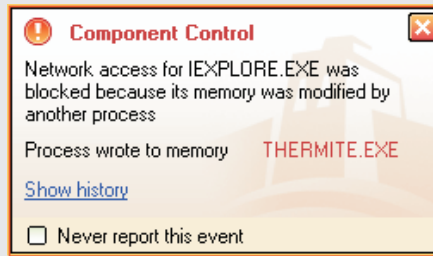 Component Control
Network access for IEXPLORE.EXE was
blocked because its memory was modified by
another process
Process wrote to memory THERMITE.EXE
Show history
Never report this event